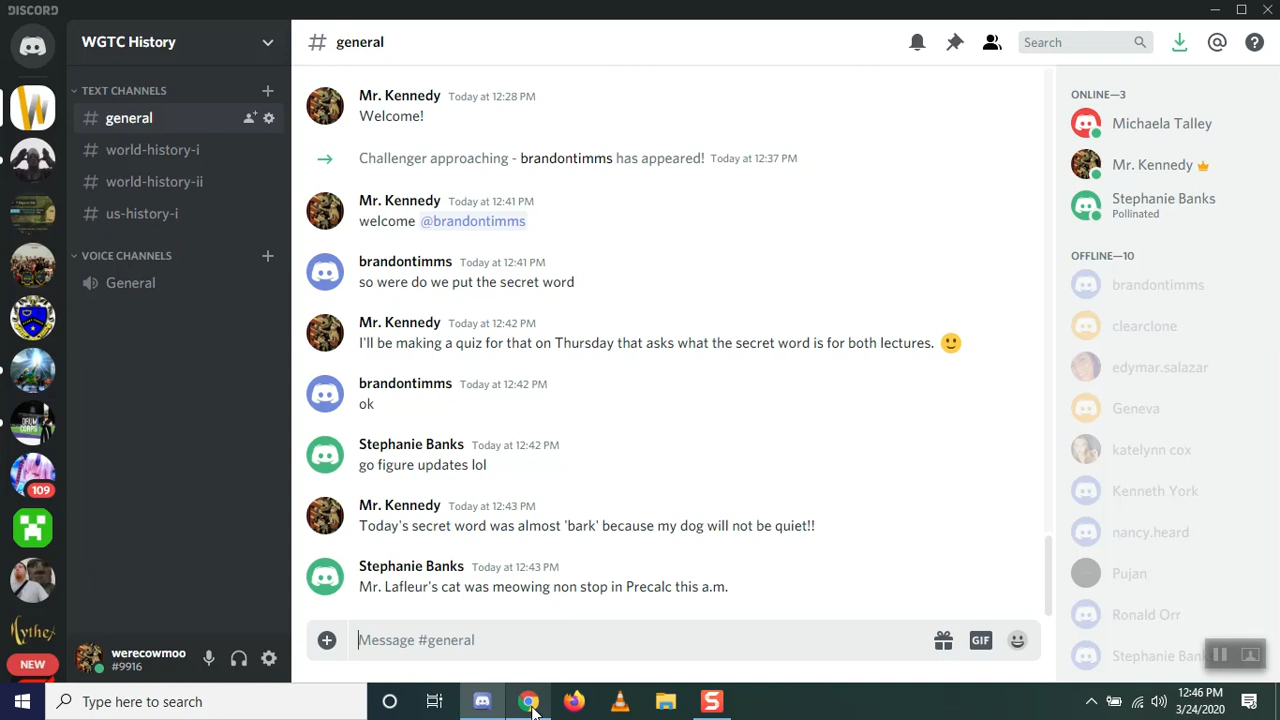 DISCORD
WGTC History
# general
Search
TEXT CHANNELS
# general
# world-history-i
# world-history-ii
# us-history-i
VOICE CHANNELS
General
109
NEW
werecowmoo
#9916
Mr. Kennedy Today at 12:28 PM
Welcome!
Challenger approaching - brandontimms has appeared! Today at 12:37 PM
Mr. Kennedy Today at 12:41 PM
welcome @brandontimms
brandontimms Today at 12:41 PM
so were do we put the secret word
Mr. Kennedy Today at 12:42 PM
I'll be making a quiz for that on Thursday that asks what the secret word is for both lectures. 🙂
brandontimms Today at 12:42 PM
ok
Stephanie Banks Today at 12:42 PM
go figure updates lol
Mr. Kennedy Today at 12:43 PM
Today's secret word was almost 'bark' because my dog will not be quiet!!
Stephanie Banks Today at 12:43 PM
Mr. Lafleur's cat was meowing non stop in Precalc this a.m.
Message #general
GIF
ONLINE—3
Michaela Talley
Mr. Kennedy
Stephanie Banks
Pollinated
OFFLINE—10
brandontimms
clearclone
edymar.salazar
Geneva
katelynn cox
Kenneth York
nancy.heard
Pujan
Ronald Orr
Stephanie
Type here to search
12:46 PM
3/24/2020